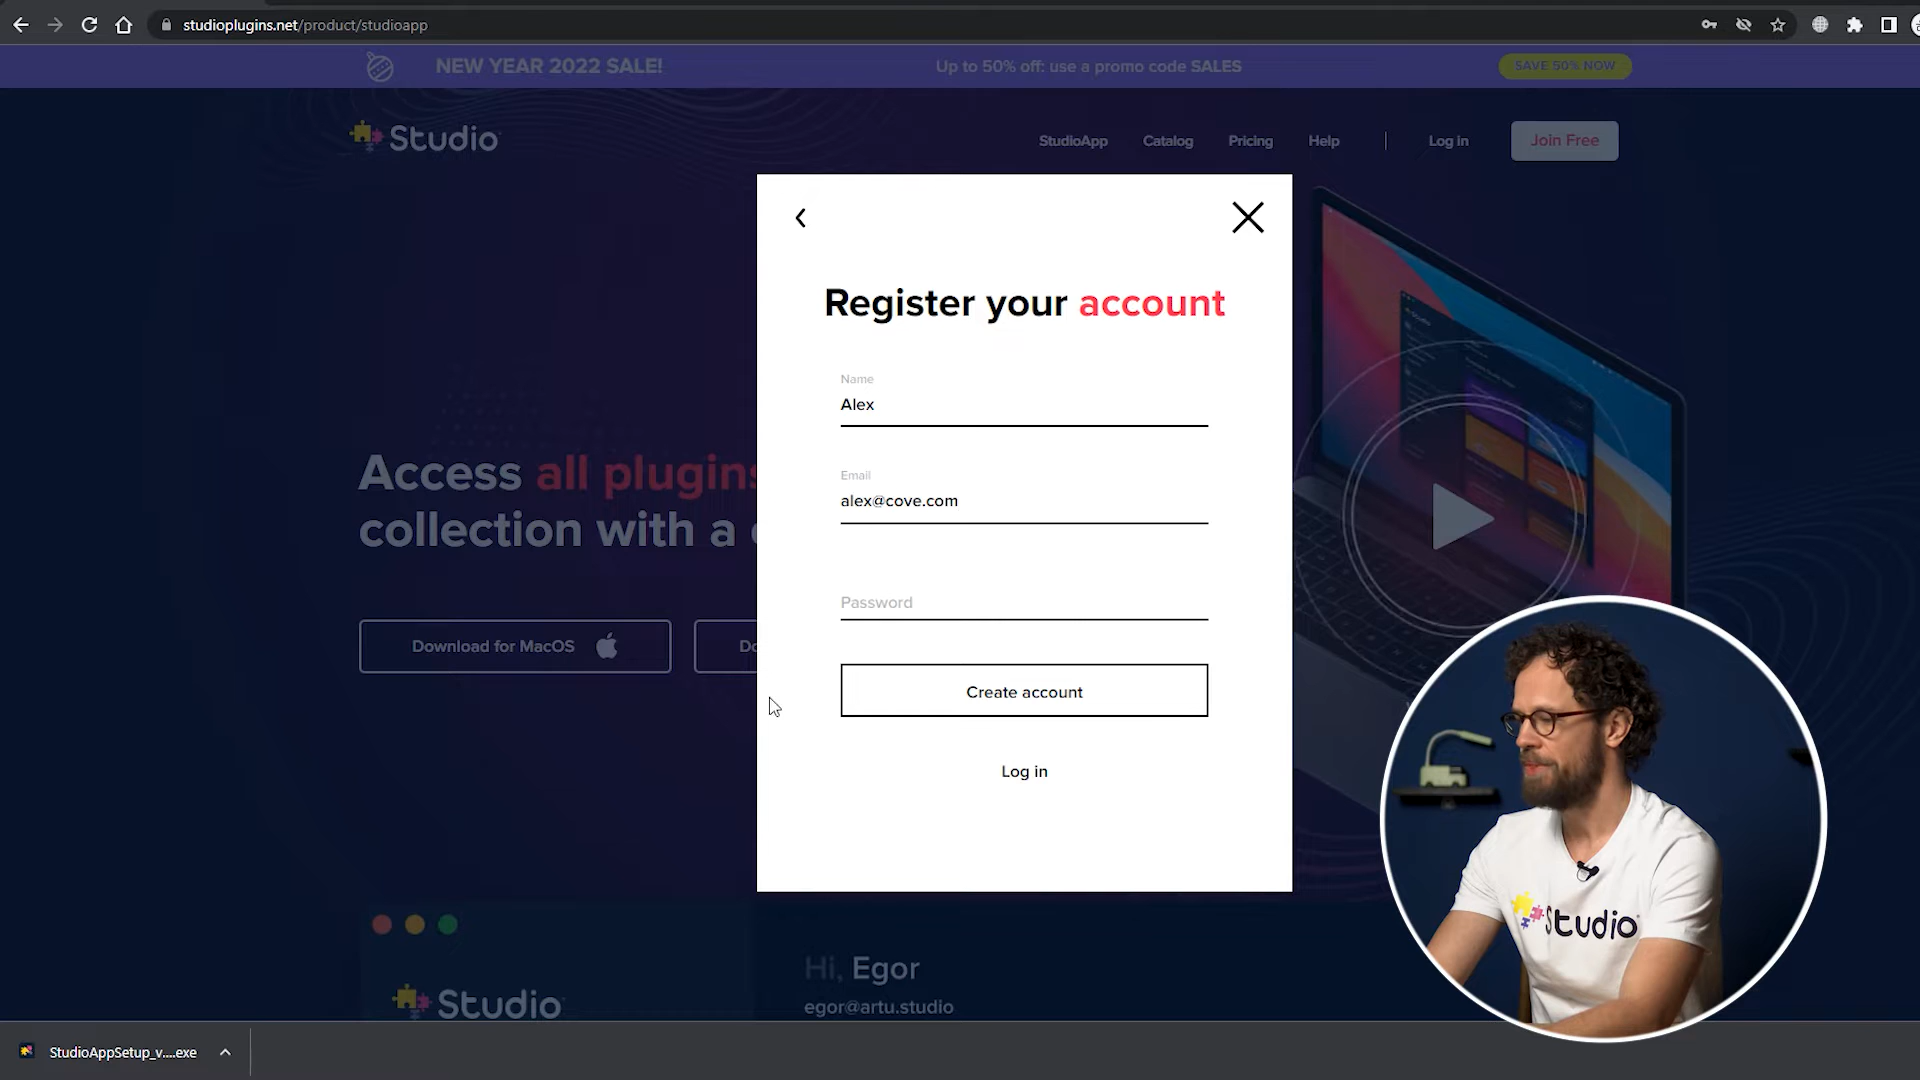 studioplugins.net/product/studioapp
NEW YEAR 2022 SALE!
Up to 50% off: use a promo code SALES
SAVE 50% NOW
Studio
StudioApp
Catalog
Pricing
Help
Log in
Join Free
Register your account
Name
Alex
Email
alex@cove.com
Password
Create account
Log in
Access all plugins
collection with a
Download for MacOS
Hi, Egor
egor@artu.studio
Studio
Studio
StudioAppSetup_v....exe